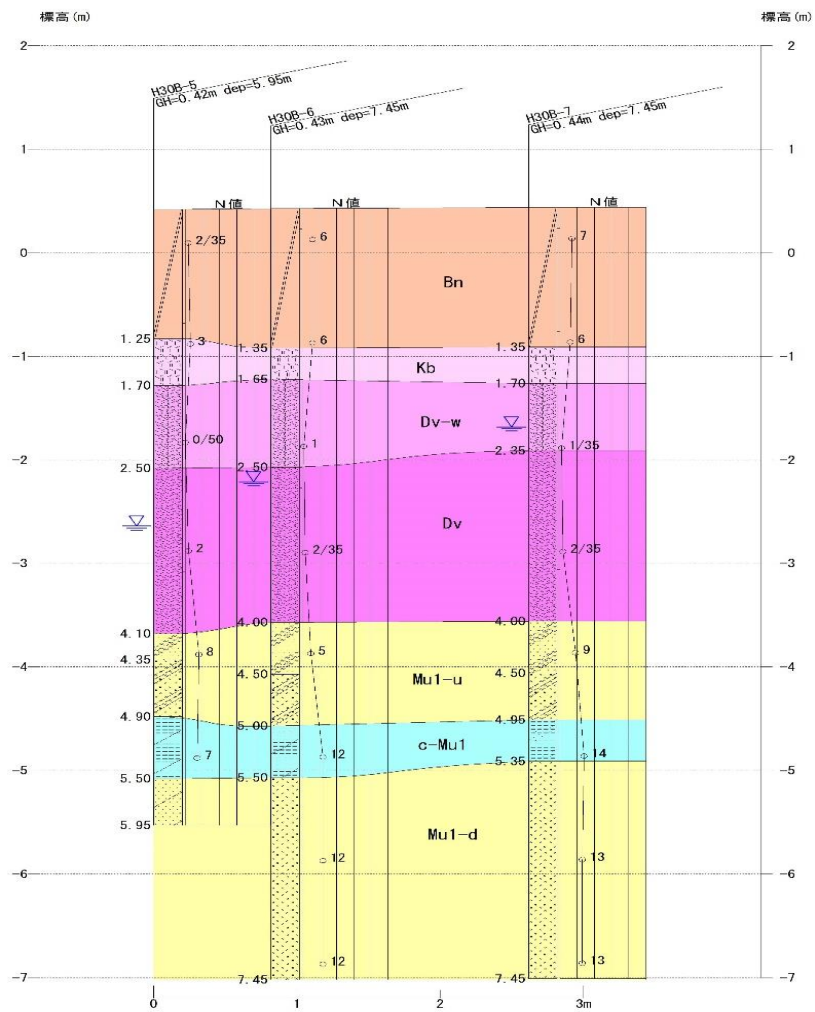 標高(m) 標高(m)
2 2
H30B-5
GH=0.42m dep=5.95m
H30B-6
GH=0.43m dep=7.45m
H30B-7
GH=0.44m dep=7.45m
1 1
N値 N値 N値
2/35 6 7
0 0
Bn
1.25 3 1.35 6 1.35 6
-1 -1
Kb
1.70 1.65 1.70
Dv-w
0/50 1 1/35
2.35
-2 -2
2.50 2.50
Dv
2 2/35 2/35
-3 -3
4.10 4.00 4.00
4.35 8 5 9
-4 -4
4.50 4.50
Mu1-u
4.90 5.00 4.95
c-Mu1
7 12 14
5.35
-5 -5
5.50 5.50
5.95
Mu1-d
12 13
-6 -6
12 13
-7 7.45 7.45 -7
0 1 2 3m